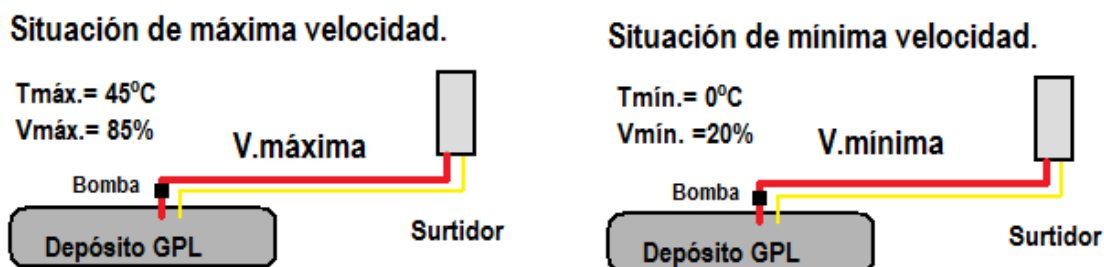 Situación de máxima velocidad.
Tmáx.= 45ºC
Vmáx.= 85%
V.máxima
Bomba
Surtidor
Depósito GPL
Situación de mínima velocidad.
Tmín.= 0ºC
Vmín. =20%
V.mínima
Bomba
Surtidor
Depósito GPL